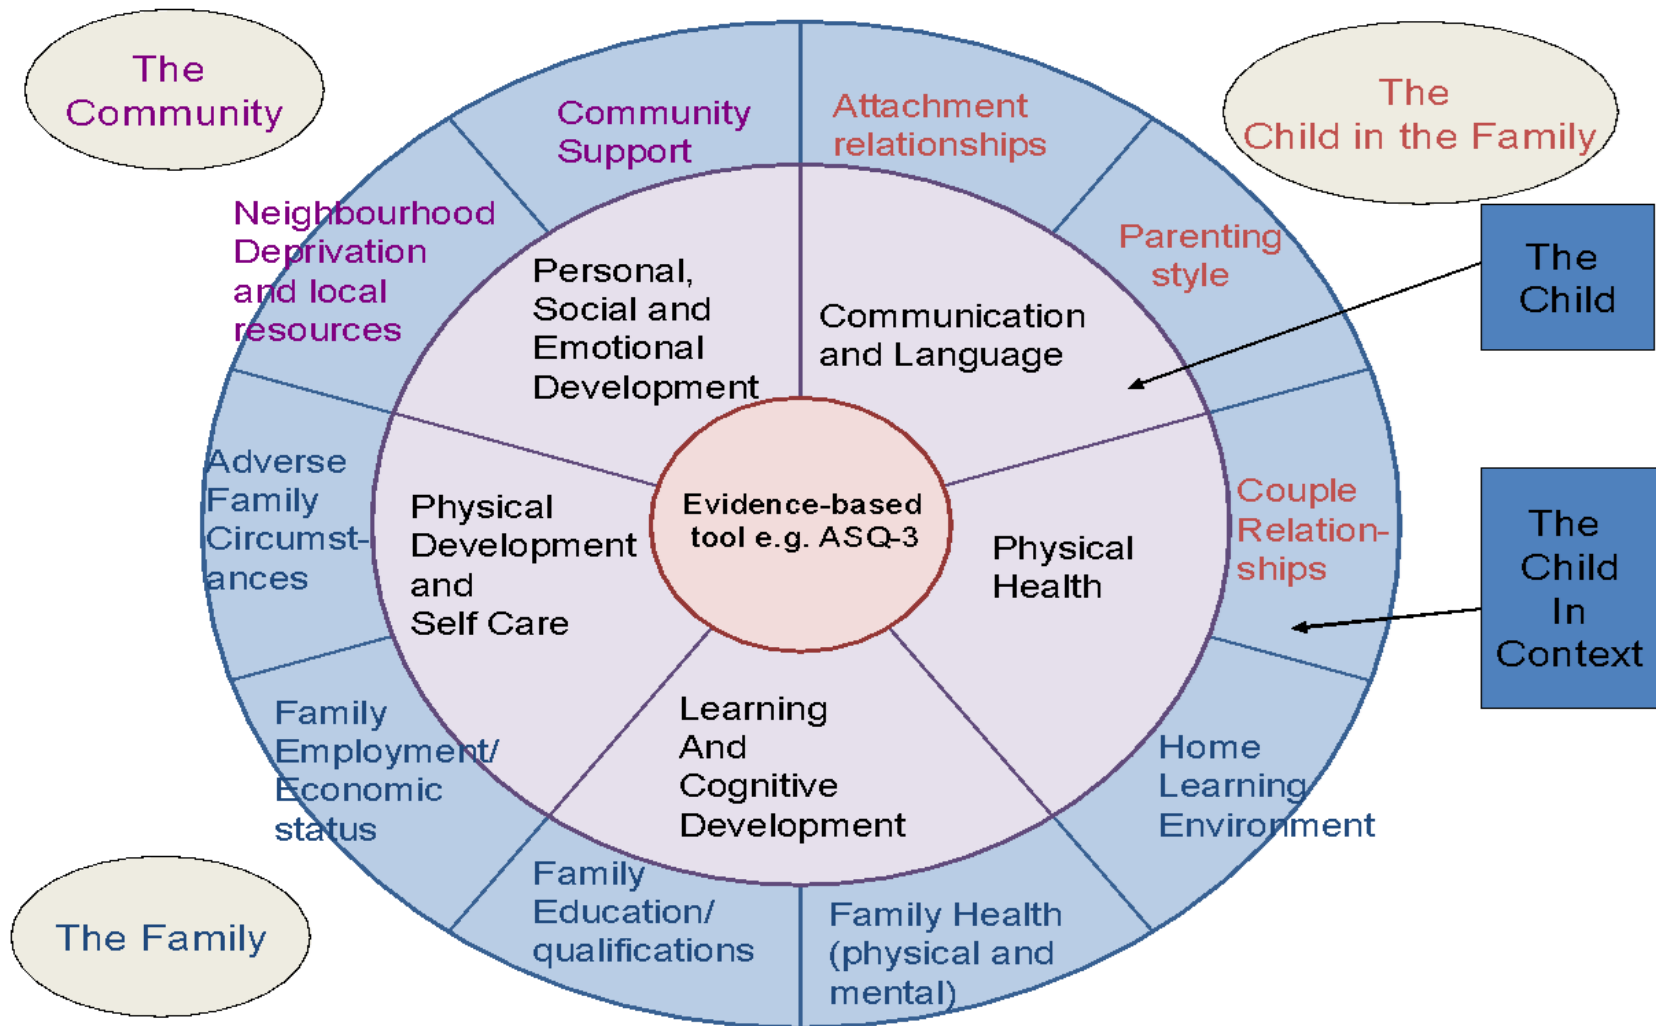 The
Community
The
Child in the Family
Community
Support
Attachment
relationships
Neighbourhood
Deprivation
and local
resources
Parenting
style
The
Child
Personal,
Social and
Emotional
Development
Communication
and Language
Adverse
Family
Circumst-
ances
Physical
Development
and
Self Care
Evidence-based
tool e.g. ASQ-3
Physical
Health
Couple
Relation-
ships
The
Child
In
Context
Family
Employment/
Economic
status
Learning
And
Cognitive
Development
Home
Learning
Environment
The Family
Family
Education/
qualifications
Family Health
(physical and
mental)